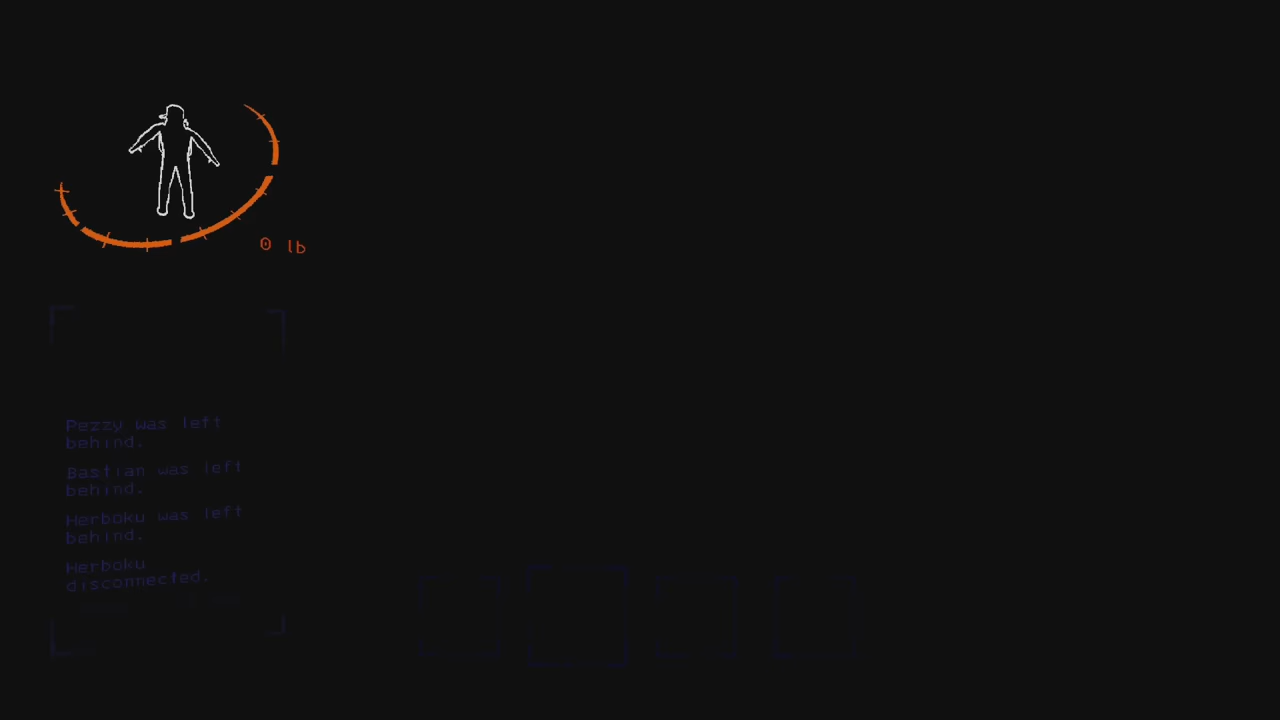 0 lb
Pezzy was left
behind.
Bastian was left
behind.
Herboku was left
behind.
Herboku
disconnected.